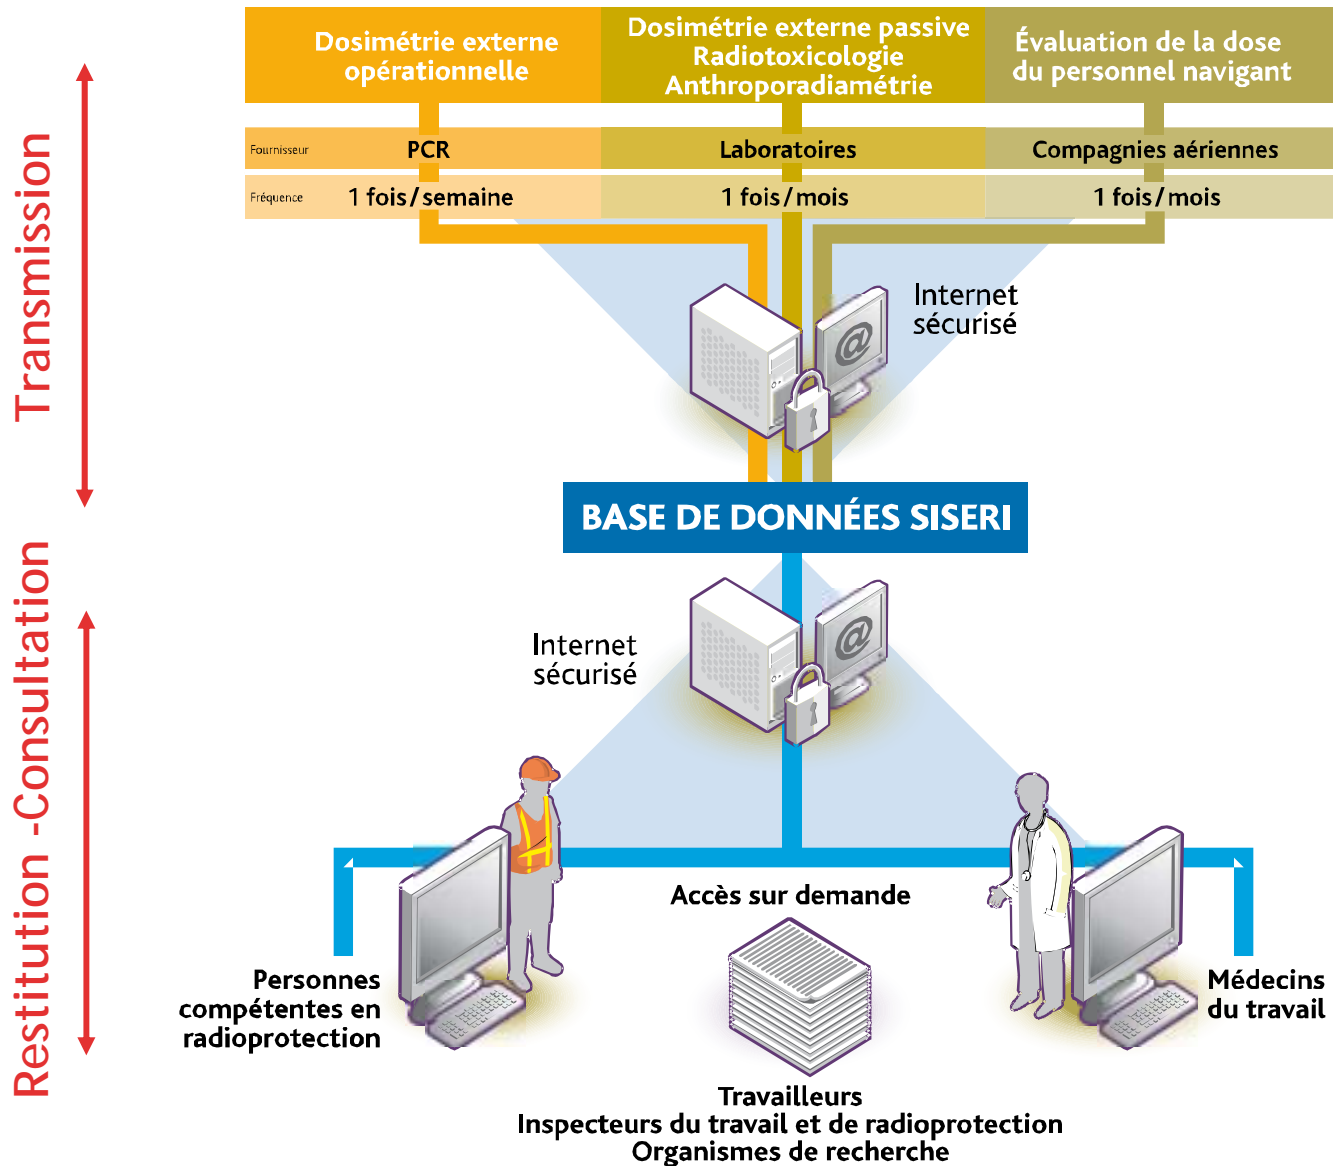 Dosimétrie externe
opérationnelle
Dosimétrie externe passive
Radiotoxicologie
Anthroporadiamétrie
Évaluation de la dose
du personnel navigant
Fournisseur
PCR
Laboratoires
Compagnies aériennes
Fréquence
1 fois/semaine
1 fois/mois
1 fois/mois
Transmission
Internet
sécurisé
@
BASE DE DONNÉES SISERI
Restitution -Consultation
Internet
sécurisé
@
Accès sur demande
Personnes
compétentes en
radioprotection
Médecins
du travail
Travailleurs
Inspecteurs du travail et de radioprotection
Organismes de recherche